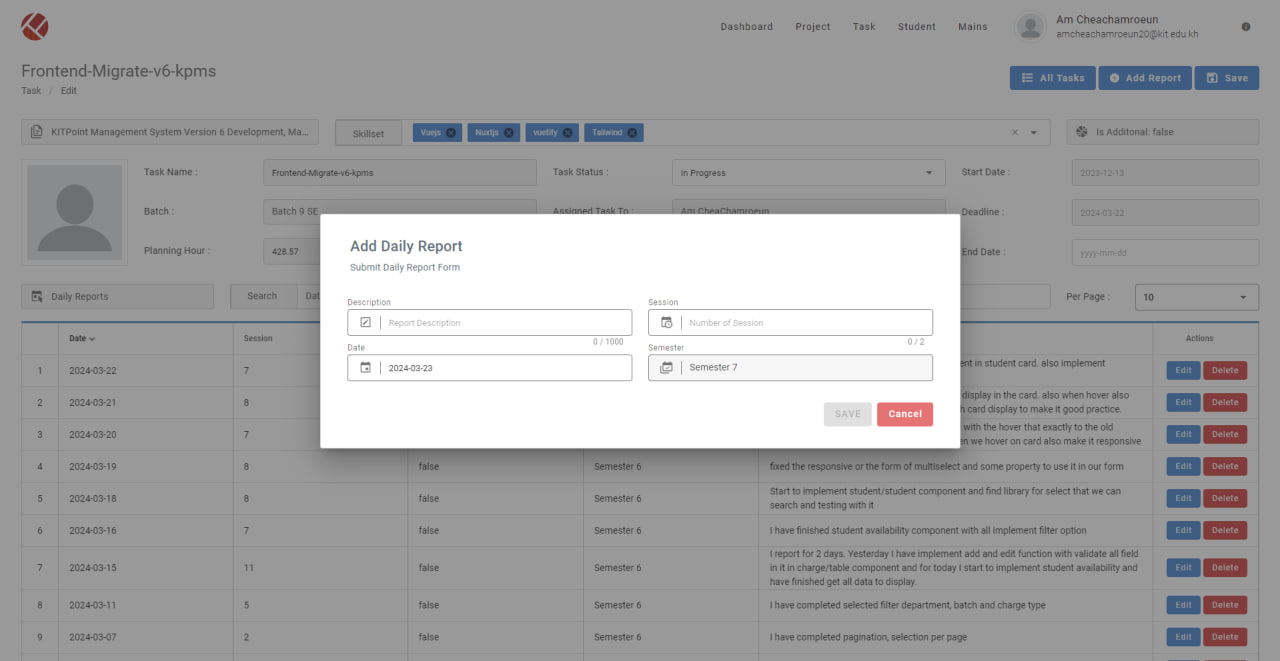 Dashboard Project Task Student Mains
Am Cheachamroeun
amcheachamroeun20@kit.edu.kh
Frontend-Migrate-v6-kpms
Task / Edit
All Tasks Add Report Save
KITPoint Management System Version 6 Development, Ma...
Skillset Vuejs Nuxtjs vuetify Tailwind
Is Additonal: false
Task Name : Frontend-Migrate-v6-kpms Task Status : In Progress Start Date : 2023-12-13
Batch : Batch 9 SE Assigned Task To : Am CheaChamroeun Deadline : 2024-03-22
Planning Hour : 428.57 End Date : yyyy-mm-dd
Daily Reports Search Dat Per Page : 10
Add Daily Report
Submit Daily Report Form
Description Session
Report Description Number of Session
0 / 1000 0 / 2
Date Semester
2024-03-23 Semester 7
SAVE Cancel
Date Session Actions
1 2024-03-22 7 ent in student card. also implement Edit Delete
2 2024-03-21 8 display in the card. also when hover also
h card display to make it good practice. Edit Delete
3 2024-03-20 7 with the hover that exactly to the old
en we hover on card also make it responsive Edit Delete
4 2024-03-19 8 false Semester 6 fixed the responsive or the form of multiselect and some property to use it in our form Edit Delete
5 2024-03-18 8 false Semester 6 Start to implement student/student component and find library for select that we can
search and testing with it Edit Delete
6 2024-03-16 7 false Semester 6 I have finished student availability component with all implement filter option Edit Delete
7 2024-03-15 11 false Semester 6 I report for 2 days. Yesterday I have implement add and edit function with validate all field
in it in charge/table component and for today I start to implement student availability and
have finished get all data to display. Edit Delete
8 2024-03-11 5 false Semester 6 I have completed selected filter department, batch and charge type Edit Delete
9 2024-03-07 2 false Semester 6 I have completed pagination, selection per page Edit Delete